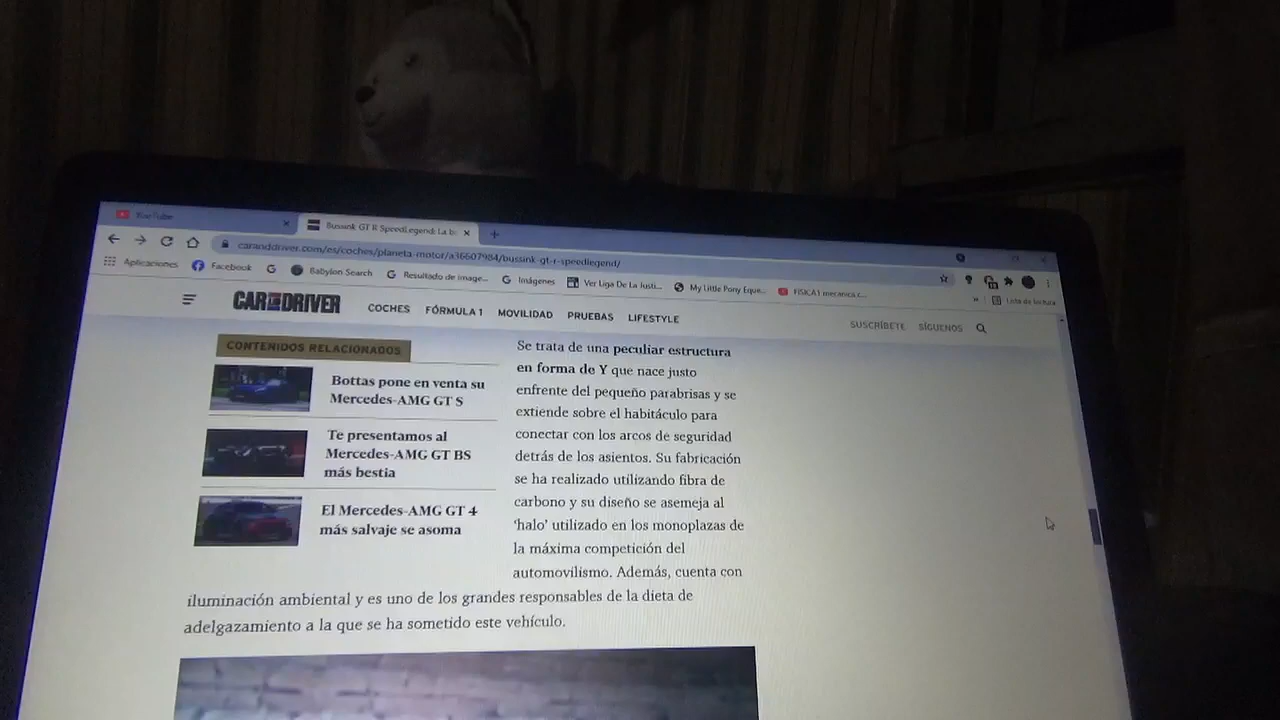 YouTube
Bussink GT R SpeedLegend: La b
caranddriver.com/es/coches/planeta-motor/a36607984/bussink-gt-r-speedlegend/
Aplicaciones
Facebook
Babylon Search
Resultado de image...
Imágenes
Ver Liga De La Justi...
My Little Pony Eque...
FISICA1 mecanica c...
»
Lista de lectura
CAR AND DRIVER
COCHES
FÓRMULA 1
MOVILIDAD
PRUEBAS
LIFESTYLE
SUSCRÍBETE
SÍGUENOS
CONTENIDOS RELACIONADOS
Bottas pone en venta su
Mercedes-AMG GT S
Te presentamos al
Mercedes-AMG GT BS
más bestia
El Mercedes-AMG GT 4
más salvaje se asoma
Se trata de una peculiar estructura
en forma de Y que nace justo
enfrente del pequeño parabrisas y se
extiende sobre el habitáculo para
conectar con los arcos de seguridad
detrás de los asientos. Su fabricación
se ha realizado utilizando fibra de
carbono y su diseño se asemeja al
‘halo’ utilizado en los monoplazas de
la máxima competición del
automovilismo. Además, cuenta con
iluminación ambiental y es uno de los grandes responsables de la dieta de
adelgazamiento a la que se ha sometido este vehículo.